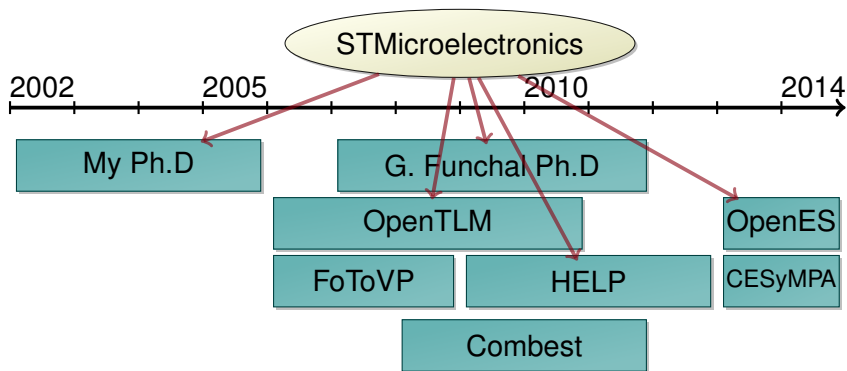 STMicroelectronics
2002 2005 2010 2014
My Ph.D G. Funchal Ph.D
OpenTLM OpenES
FoToVP HELP CESyMPA
Combest